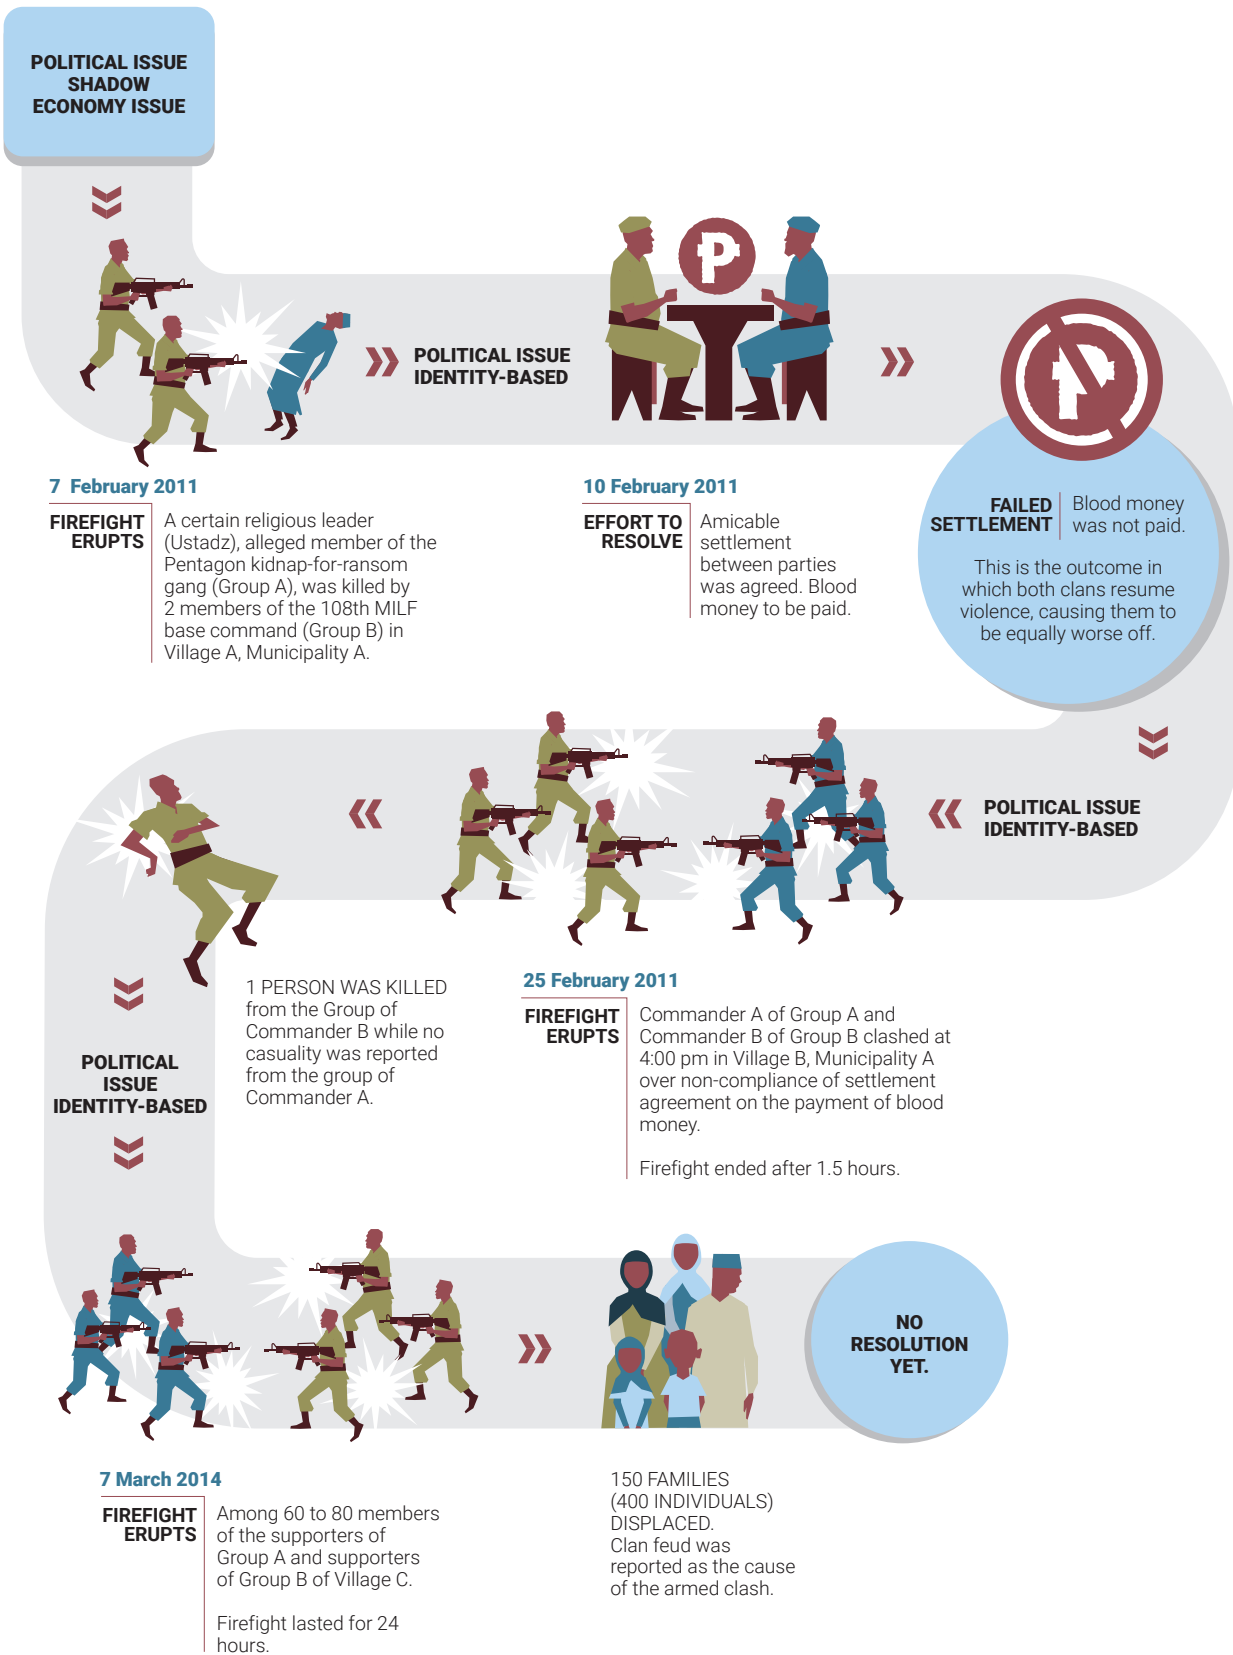 POLITICAL ISSUE
SHADOW
ECONOMY ISSUE
POLITICAL ISSUE
IDENTITY-BASED
P
P
7 February 2011
FIREFIGHT
ERUPTS
A certain religious leader
(Ustadz), alleged member of the
Pentagon kidnap-for-ransom
gang (Group A), was killed by
2 members of the 108th MILF
base command (Group B) in
Village A, Municipality A.
10 February 2011
EFFORT TO
RESOLVE
Amicable
settlement
between parties
was agreed. Blood
money to be paid.
FAILED
SETTLEMENT
Blood money
was not paid.
This is the outcome in
which both clans resume
violence, causing them to
be equally worse off.
POLITICAL ISSUE
IDENTITY-BASED
25 February 2011
FIREFIGHT
ERUPTS
Commander A of Group A and
Commander B of Group B clashed at
4:00 pm in Village B, Municipality A
over non-compliance of settlement
agreement on the payment of blood
money.
Firefight ended after 1.5 hours.
1 PERSON WAS KILLED
from the Group of
Commander B while no
casuality was reported
from the group of
Commander A.
POLITICAL
ISSUE
IDENTITY-BASED
7 March 2014
FIREFIGHT
ERUPTS
Among 60 to 80 members
of the supporters of
Group A and supporters
of Group B of Village C.
Firefight lasted for 24
hours.
150 FAMILIES
(400 INDIVIDUALS)
DISPLACED.
Clan feud was
reported as the cause
of the armed clash.
NO
RESOLUTION
YET.